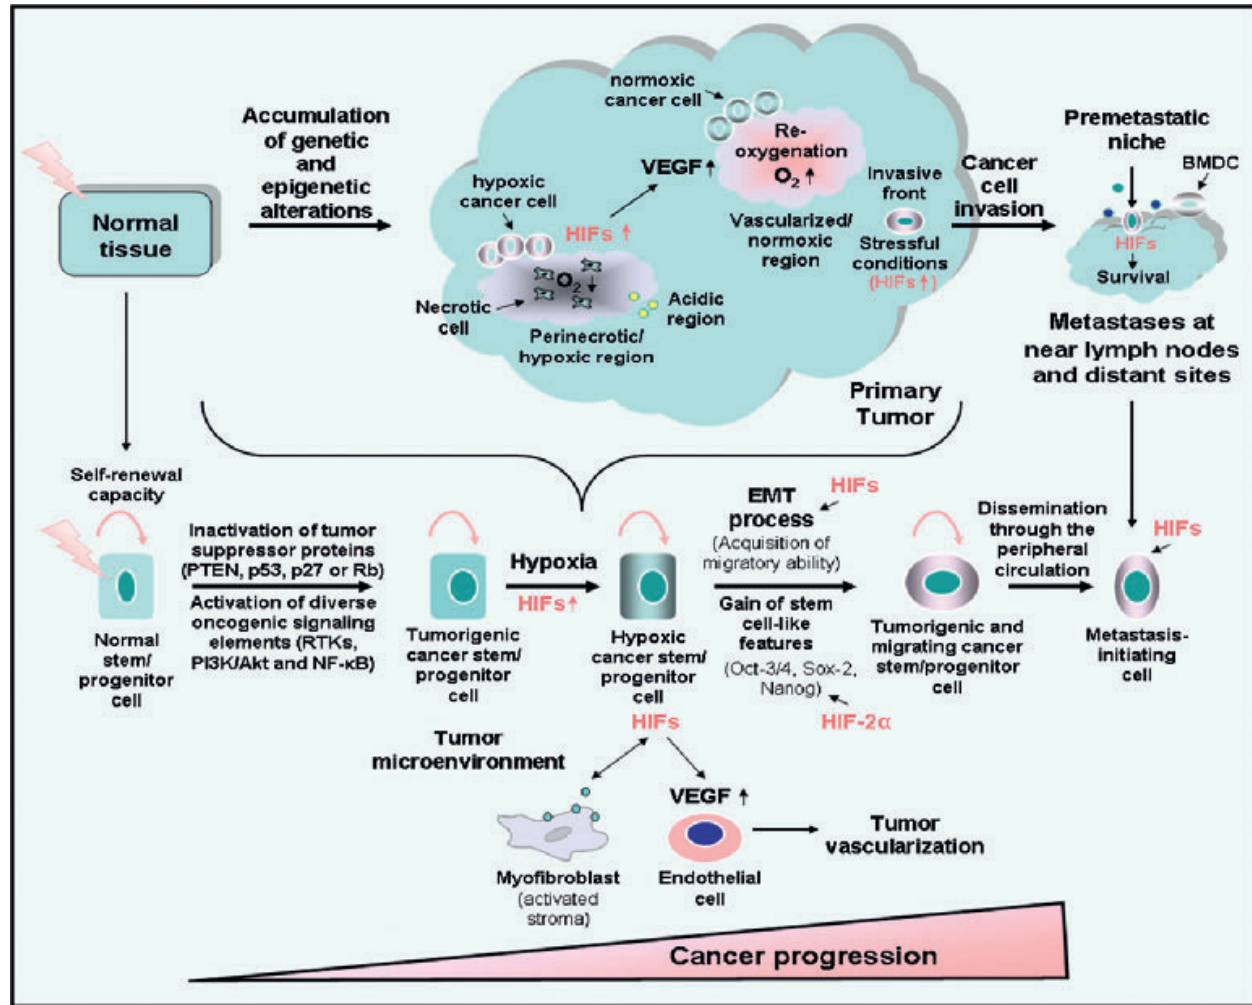 Normal
tissue
Accumulation
of genetic
and
epigenetic
alterations
normoxic
cancer cell
hypoxic
cancer cell
HIFs ↑
VEGF ↑
Re-
oxygenation
O2 ↑
Vascularized/
normoxic
region
Invasive
front
Stressful
conditions
(HIFs ↑)
O2 ↓
Necrotic
cell
Perinecrotic/
hypoxic region
Acidic
region
Primary
Tumor
Cancer
cell
invasion
Premetastatic
niche
BMDC
HIFs
Survival
Metastases at
near lymph nodes
and distant sites
Self-renewal
capacity
Normal
stem/
progenitor
cell
Inactivation of tumor
suppressor proteins
(PTEN, p53, p27 or Rb)
Activation of diverse
oncogenic signaling
elements (RTKs,
PI3K/Akt and NF-κB)
Tumorigenic
cancer stem/
progenitor
cell
Hypoxia
HIFs ↑
Hypoxic
cancer stem/
progenitor
cell
HIFs
EMT
process
HIFs
(Acquisition of
migratory ability)
Gain of stem
cell-like
features
(Oct-3/4, Sox-2,
Nanog)
HIF-2α
Tumorigenic and
migrating cancer
stem/progenitor
cell
Dissemination
through the
peripheral
circulation
HIFs
Metastasis-
initiating
cell
Tumor
microenvironment
Myofibroblast
(activated
stroma)
VEGF ↑
Endothelial
cell
Tumor
vascularization
Cancer progression